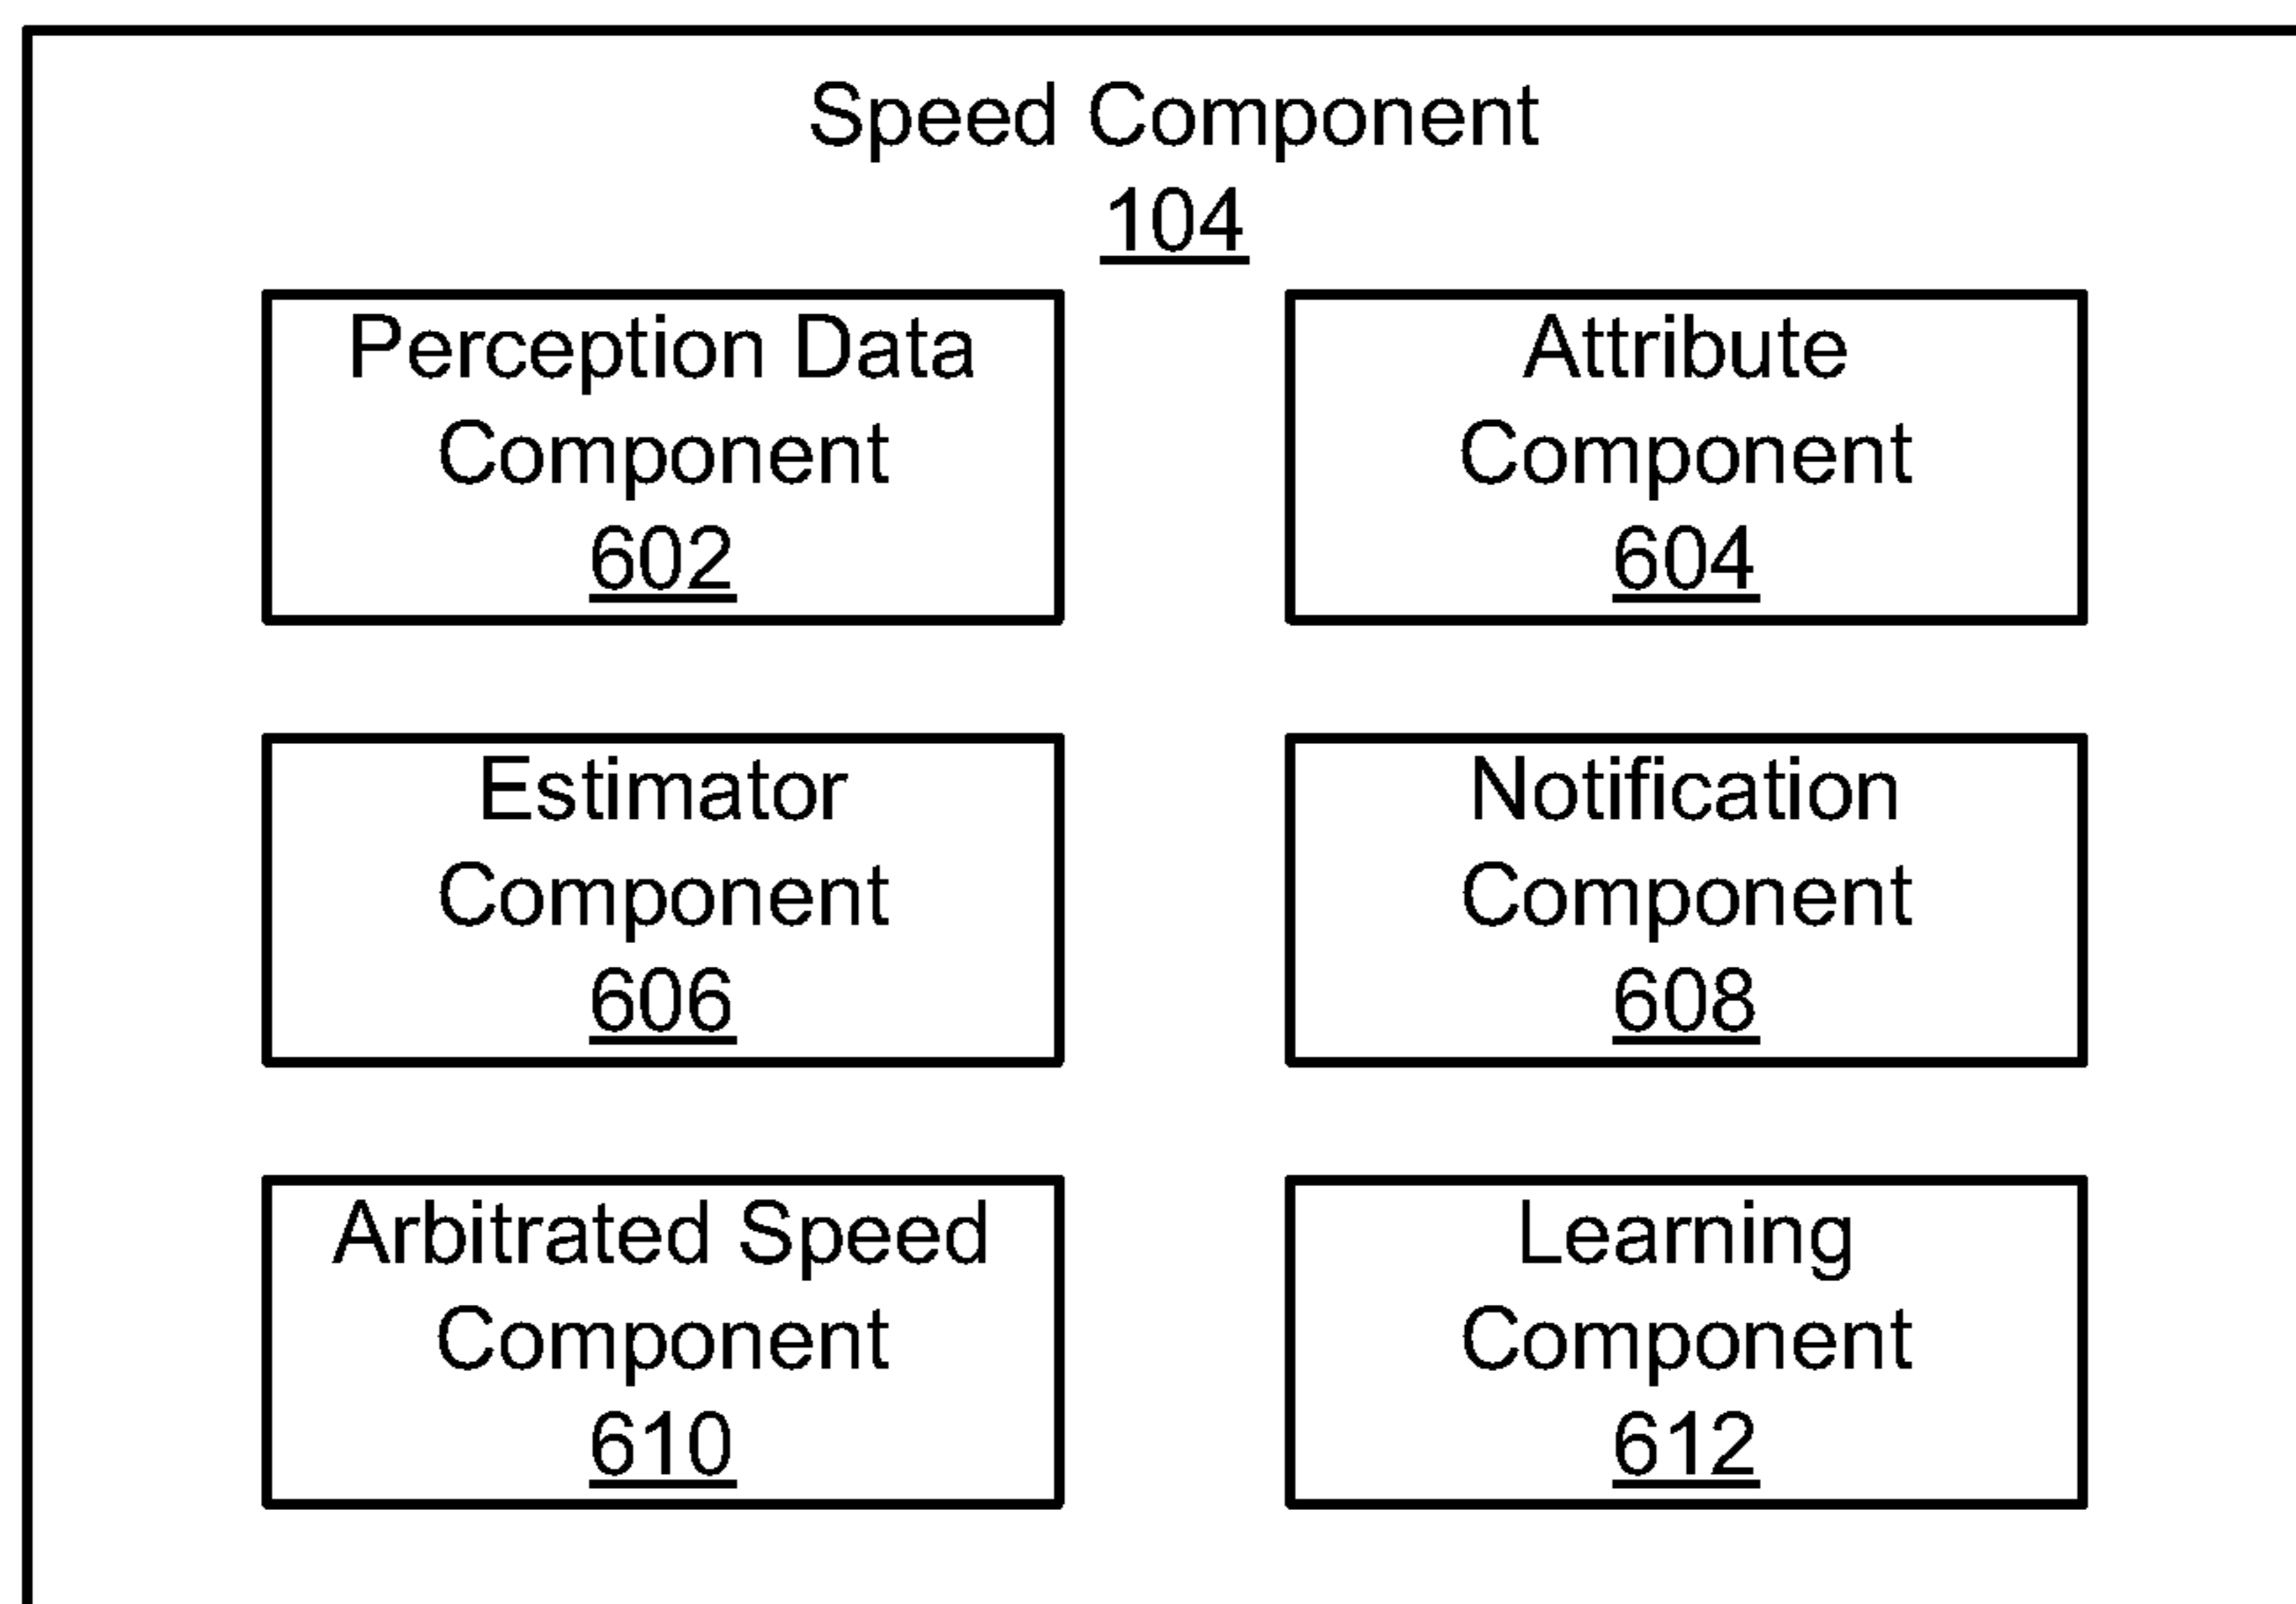 Speed Component
104
Perception Data
Component
602
Attribute
Component
604
Estimator
Component
606
Notification
Component
608
Arbitrated Speed
Component
610
Learning
Component
612